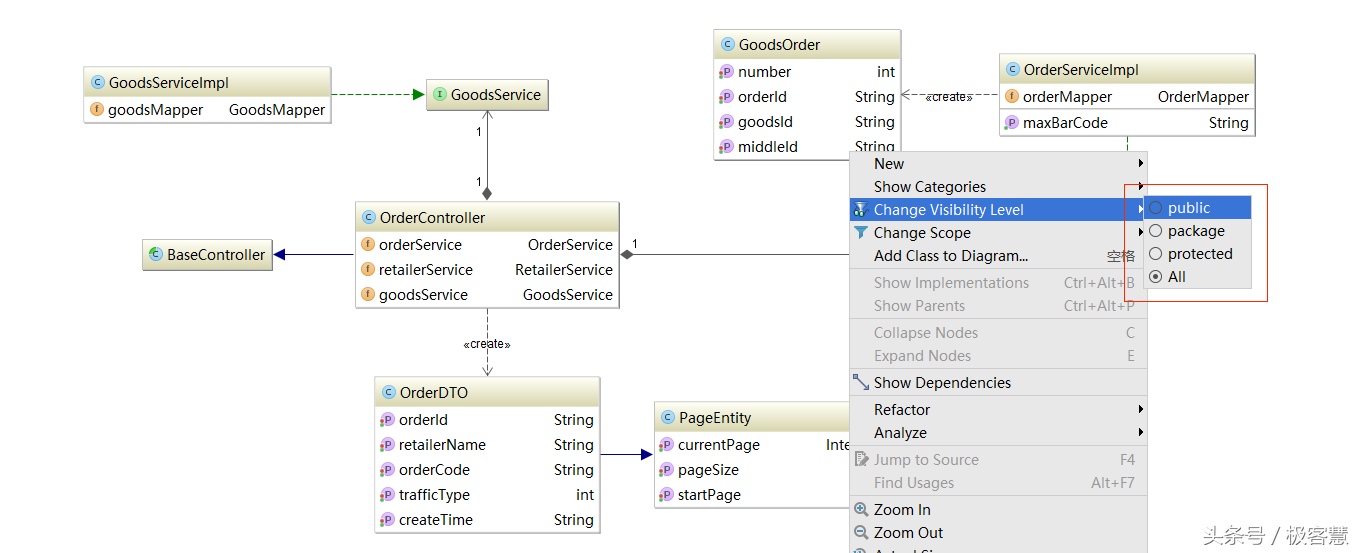 GoodsServiceImpl
goodsMapper GoodsMapper
GoodsService
GoodsOrder
number int
orderId String
goodsId String
middleId String
«create»
OrderServiceImpl
orderMapper OrderMapper
maxBarCode String
1
1
OrderController
orderService OrderService
retailerService RetailerService
goodsService GoodsService
1
BaseController
«create»
OrderDTO
orderId String
retailerName String
orderCode String
trafficType int
createTime String
PageEntity
currentPage Inte
pageSize
startPage
New
Show Categories
Change Visibility Level
Change Scope
Add Class to Diagram... 空格
Show Implementations Ctrl+Alt+B
Show Parents Ctrl+Alt+P
Collapse Nodes C
Expand Nodes E
Show Dependencies
Refactor
Analyze
Jump to Source F4
Find Usages Alt+F7
Zoom In
Zoom Out
public
package
protected
All
头条号 / 极客慧